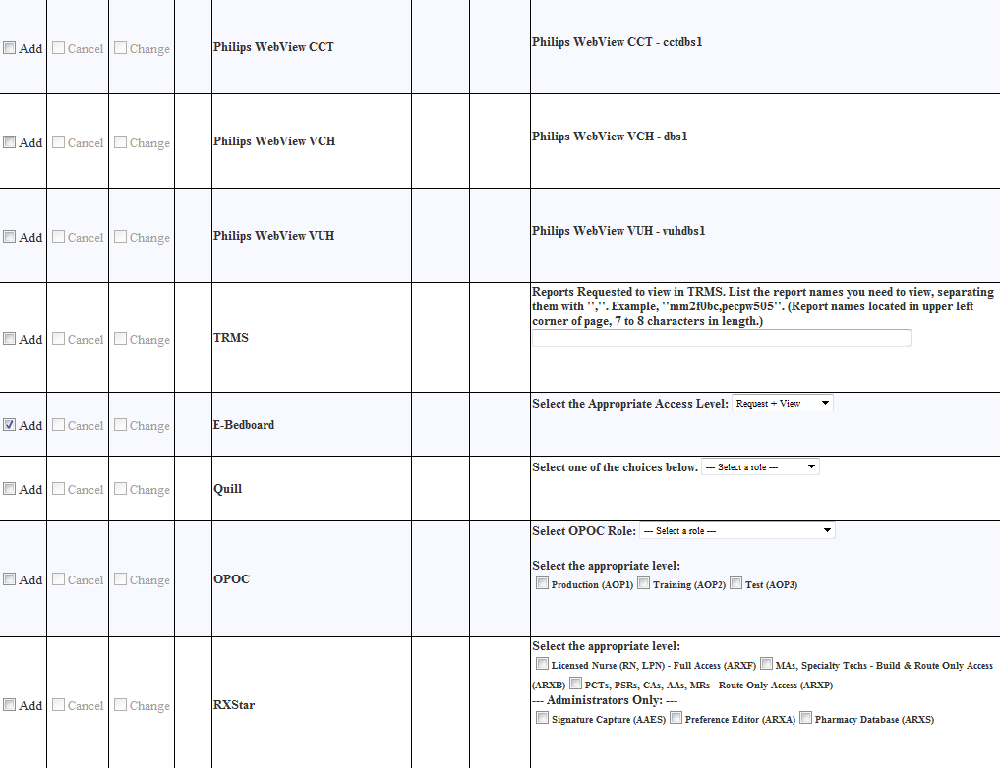 Add Cancel Change Philips WebView CCT Philips WebView CCT - cctdbs1
Add Cancel Change Philips WebView VCH Philips WebView VCH - dbs1
Add Cancel Change Philips WebView VUH Philips WebView VUH - vuhdbs1
Reports Requested to view in TRMS. List the report names you need to view, separating
them with '',''. Example, ''mm2f0bc,pecpw505''. (Report names located in upper left
corner of page, 7 to 8 characters in length.)
Add Cancel Change TRMS
Select the Appropriate Access Level: Request + View
Add Cancel Change E-Bedboard
Select one of the choices below. --- Select a role ---
Add Cancel Change Quill
Select OPOC Role: --- Select a role ---
Select the appropriate level:
Add Cancel Change OPOC
Production (AOP1) Training (AOP2) Test (AOP3)
Select the appropriate level:
Licensed Nurse (RN, LPN) - Full Access (ARXF) MAs, Specialty Techs - Build & Route Only Access
(ARXB) PCTs, PSRs, CAs, AAs, MRs - Route Only Access (ARXP)
--- Administrators Only: ---
Add Cancel Change RXStar
Signature Capture (AAES) Preference Editor (ARXA) Pharmacy Database (ARXS)